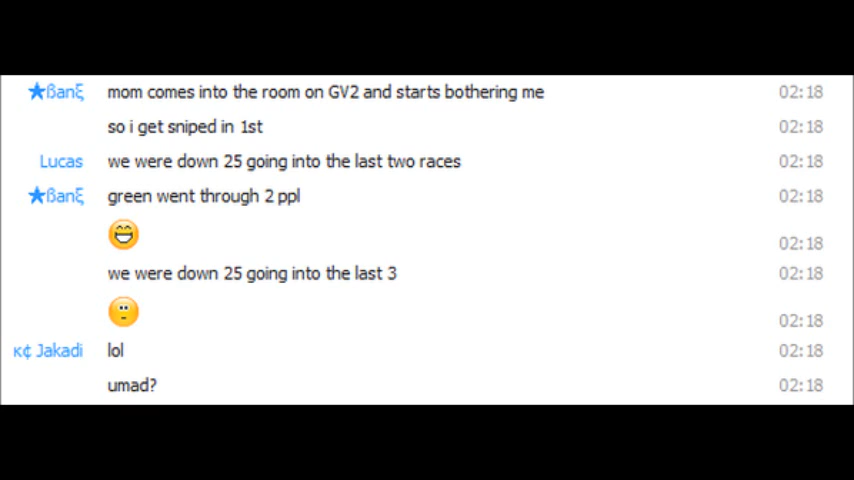 ★ßanξ mom comes into the room on GV2 and starts bothering me 02:18
so i get sniped in 1st 02:18
Lucas we were down 25 going into the last two races 02:18
★ßanξ green went through 2 ppl 02:18
02:18
we were down 25 going into the last 3 02:18
02:18
κ¢ Jakadi lol 02:18
umad? 02:18